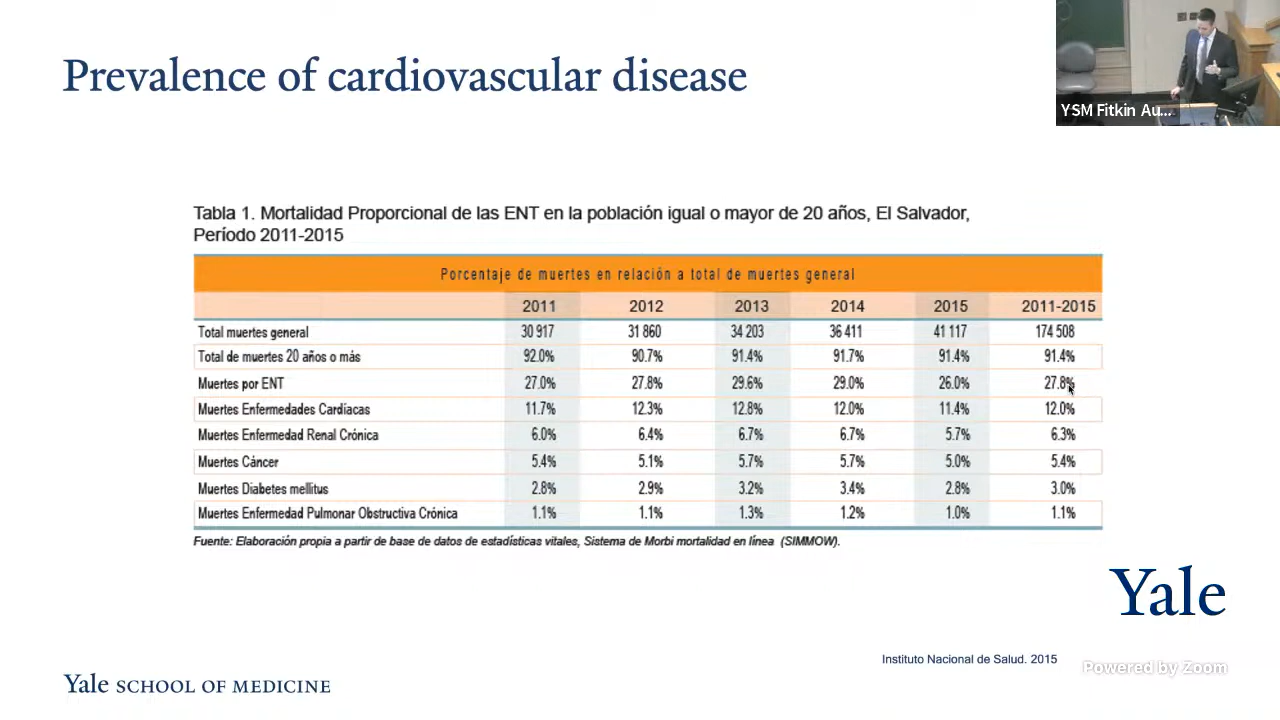 Prevalence of cardiovascular disease
YSM Fitkin Au...
Tabla 1. Mortalidad Proporcional de las ENT en la población igual o mayor de 20 años, El Salvador,
Período 2011-2015
Porcentaje de muertes en relación a total de muertes general
2011 2012 2013 2014 2015 2011-2015
Total muertes general 30 917 31 860 34 203 36 411 41 117 174 508
Total de muertes 20 años o más 92.0% 90.7% 91.4% 91.7% 91.4% 91.4%
Muertes por ENT 27.0% 27.8% 29.6% 29.0% 26.0% 27.8%
Muertes Enfermedades Cardíacas 11.7% 12.3% 12.8% 12.0% 11.4% 12.0%
Muertes Enfermedad Renal Crónica 6.0% 6.4% 6.7% 6.7% 5.7% 6.3%
Muertes Cáncer 5.4% 5.1% 5.7% 5.7% 5.0% 5.4%
Muertes Diabetes mellitus 2.8% 2.9% 3.2% 3.4% 2.8% 3.0%
Muertes Enfermedad Pulmonar Obstructiva Crónica 1.1% 1.1% 1.3% 1.2% 1.0% 1.1%
Fuente: Elaboración propia a partir de base de datos de estadísticas vitales, Sistema de Morbi mortalidad en línea (SIMMOW).
Yale
Instituto Nacional de Salud. 2015
Powered by Zoom
Yale SCHOOL OF MEDICINE